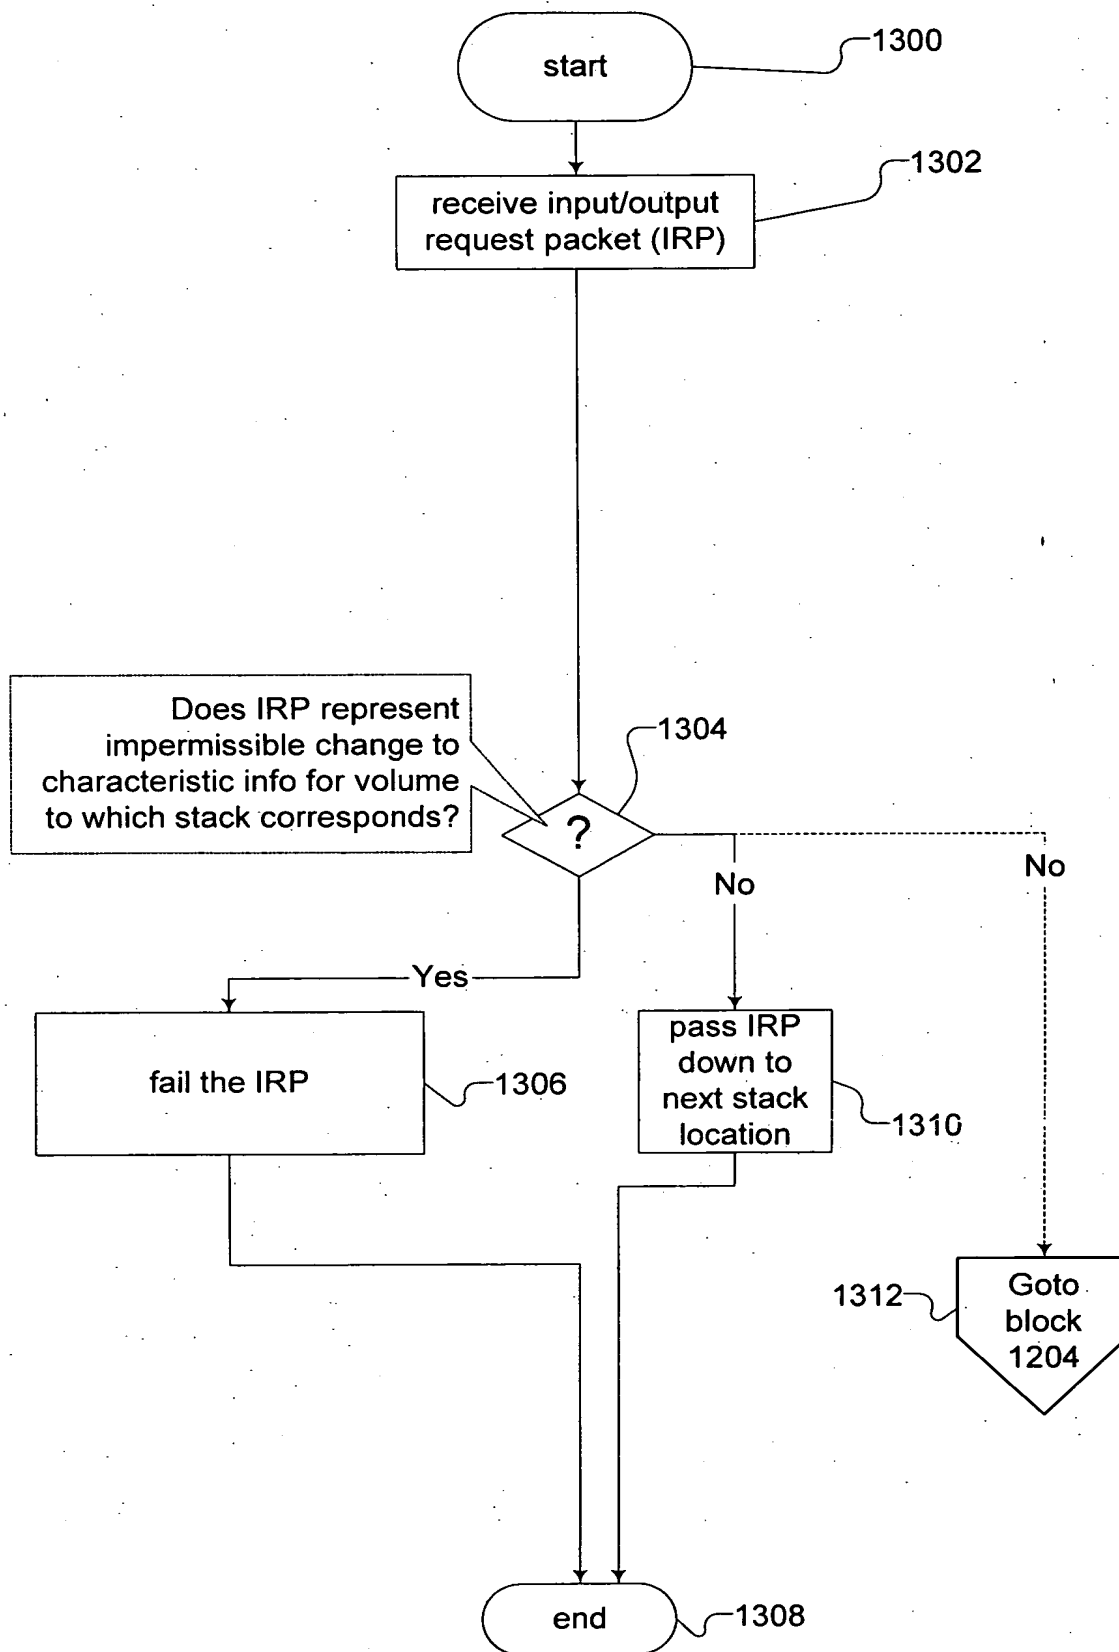 start
1300
1302
receive input/output
request packet (IRP)
Does IRP represent
impermissible change to
characteristic info for volume
to which stack corresponds?
1304
?
No
No
Yes
fail the IRP
1306
pass IRP
down to
next stack
location
1310
1312
Goto
block
1204
end
1308